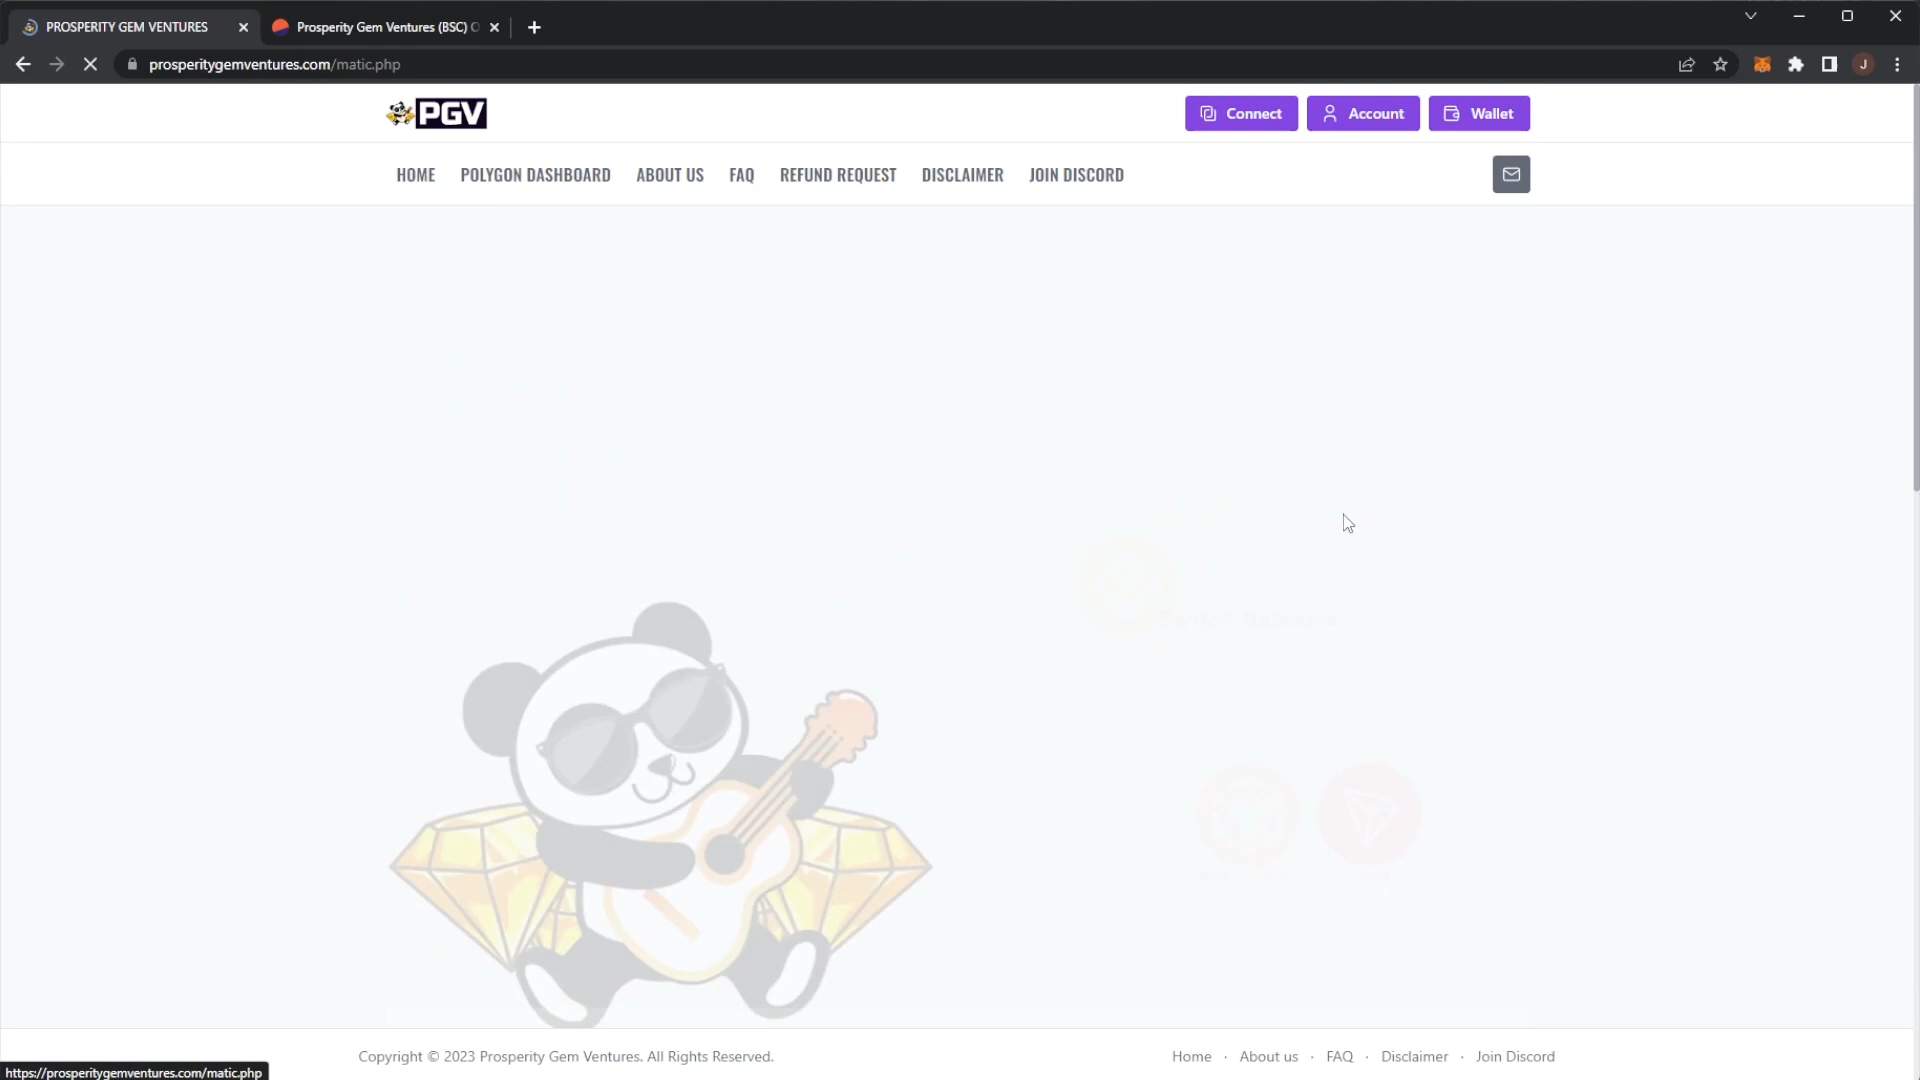 PROSPERITY GEM VENTURES
Prosperity Gem Ventures (BSC)
prosperitygemventures.com/matic.php
J
PGV
Connect
Account
Wallet
HOME
POLYGON DASHBOARD
ABOUT US
FAQ
REFUND REQUEST
DISCLAIMER
JOIN DISCORD
Copyright © 2023 Prosperity Gem Ventures. All Rights Reserved.
Home · About us · FAQ · Disclaimer · Join Discord
https://prosperitygemventures.com/matic.php